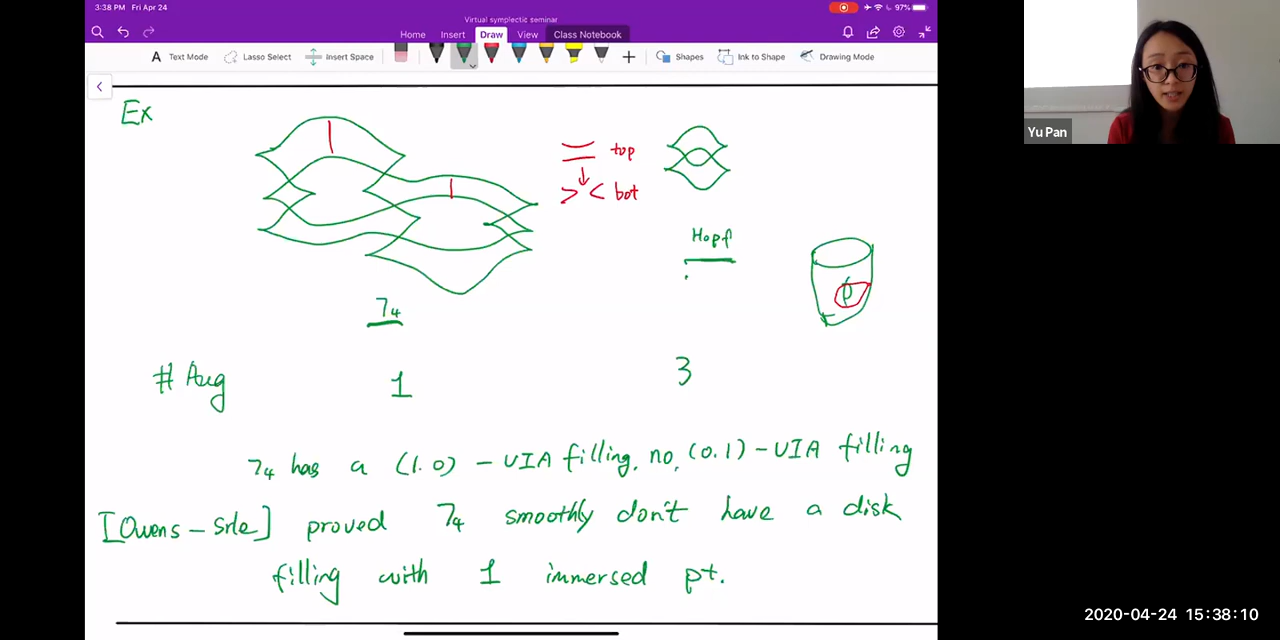 3:38 PM Fri Apr 24
97%
Virtual symplectic seminar
Home Insert Draw View Class Notebook
Text Mode Lasso Select Insert Space Shapes Ink to Shape Drawing Mode
Ex
top
bot
Hopf
7₄
# Aug 1 3
7₄ has a (1.0) - UIA filling, no (0.1) - UIA filling
[Owens - Srle] proved 7₄ smoothly don't have a disk
filling with 1 immersed pt.
Yu Pan
2020-04-24 15:38:10